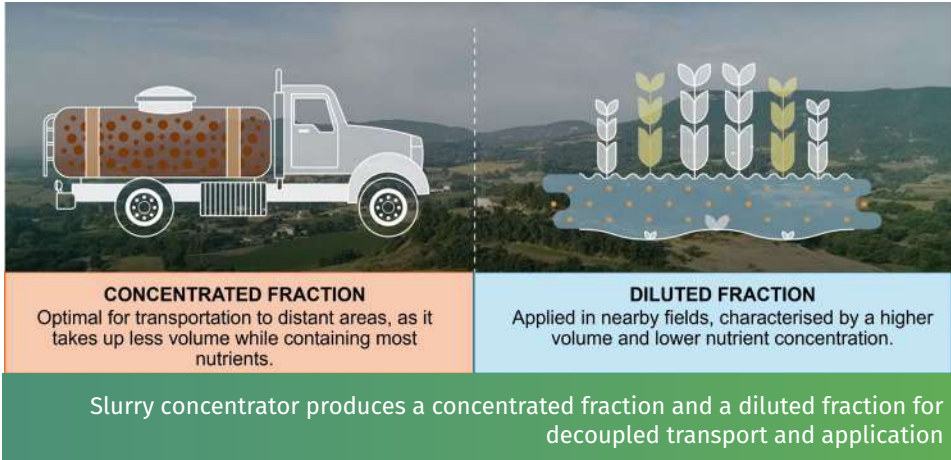 CONCENTRATED FRACTION
Optimal for transportation to distant areas, as it
takes up less volume while containing most
nutrients.
DILUTED FRACTION
Applied in nearby fields, characterised by a higher
volume and lower nutrient concentration.
Slurry concentrator produces a concentrated fraction and a diluted fraction for
decoupled transport and application